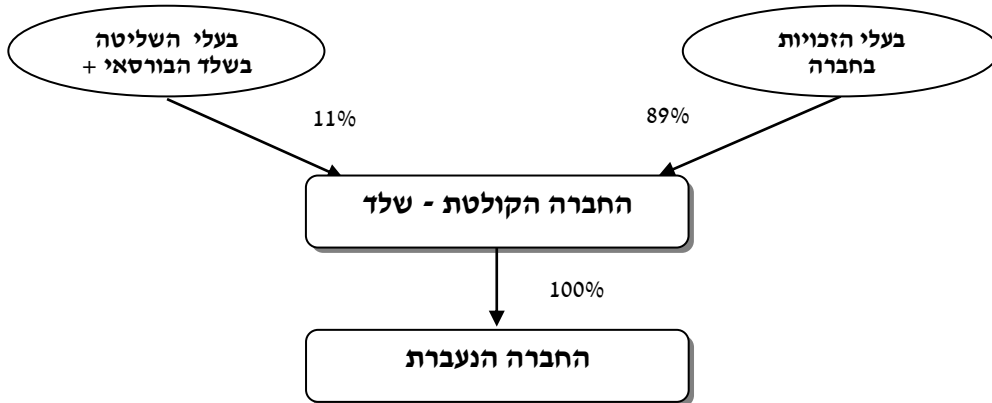 בעלי הזכויות
בחברה
בעלי השליטה
בשלד הבורסאי +
89%
11%
החברה הקולטת - שלד
100%
החברה הנעברת